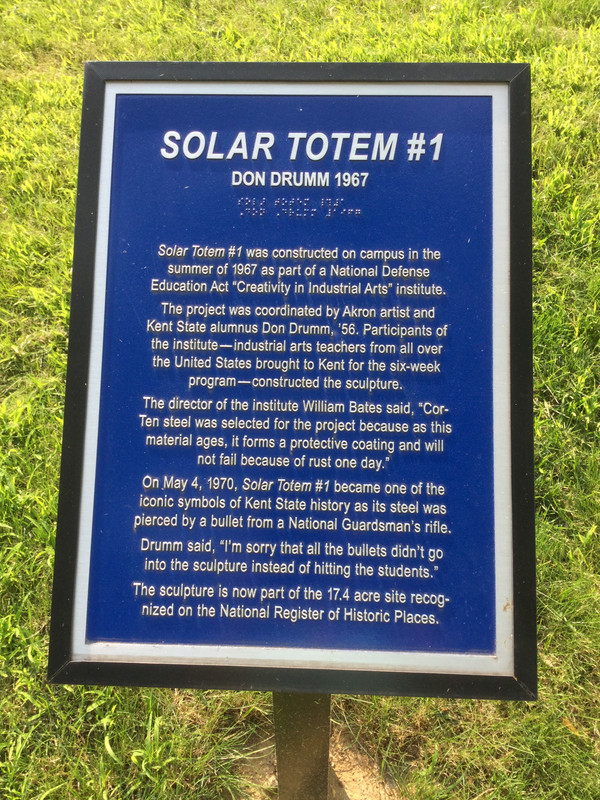 SOLAR TOTEM #1
DON DRUMM 1967
Solar Totem #1 was constructed on campus in the
summer of 1967 as part of a National Defense
Education Act “Creativity in Industrial Arts” institute.
The project was coordinated by Akron artist and
Kent State alumnus Don Drumm, ’56. Participants of
the institute—industrial arts teachers from all over
the United States brought to Kent for the six-week
program—constructed the sculpture.
The director of the institute William Bates said, “Cor-
Ten steel was selected for the project because as this
material ages, it forms a protective coating and will
not fail because of rust one day.”
On May 4, 1970, Solar Totem #1 became one of the
iconic symbols of Kent State history as its steel was
pierced by a bullet from a National Guardsman’s rifle.
Drumm said, “I’m sorry that all the bullets didn’t go
into the sculpture instead of hitting the students.”
The sculpture is now part of the 17.4 acre site recog-
nized on the National Register of Historic Places.